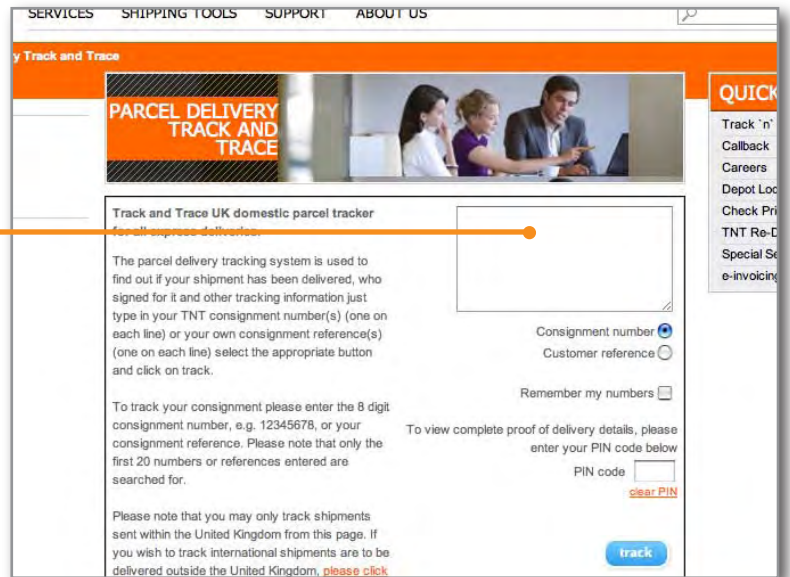 SERVICES SHIPPING TOOLS SUPPORT ABOUT US
y Track and Trace
PARCEL DELIVERY
TRACK AND
TRACE
Track and Trace UK domestic parcel tracker
for all express deliveries.
The parcel delivery tracking system is used to
find out if your shipment has been delivered, who
signed for it and other tracking information just
type in your TNT consignment number(s) (one on
each line) or your own consignment reference(s)
(one on each line) select the appropriate button
and click on track.
To track your consignment please enter the 8 digit
consignment number, e.g. 12345678, or your
consignment reference. Please note that only the
first 20 numbers or references entered are
searched for.
Please note that you may only track shipments
sent within the United Kingdom from this page. If
you wish to track international shipments are to be
delivered outside the United Kingdom, please click
Consignment number
Customer reference
Remember my numbers
To view complete proof of delivery details, please
enter your PIN code below
PIN code
clear PIN
track
QUICK
Track `n`
Callback
Careers
Depot Loc
Check Pri
TNT Re-D
Special Se
e-invoicing